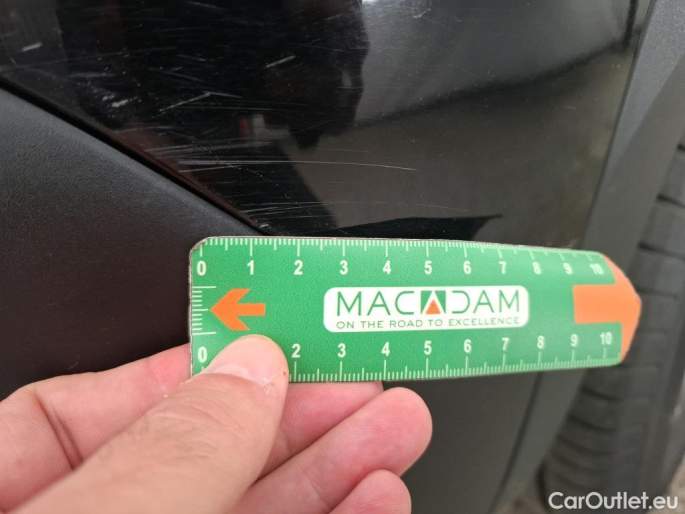 0 1 2 3 4 5 6 7 8 9 10
MACADAM
ON THE ROAD TO EXCELLENCE
0 2 3 4 5 6 7 8 9 10
CarOutlet.eu